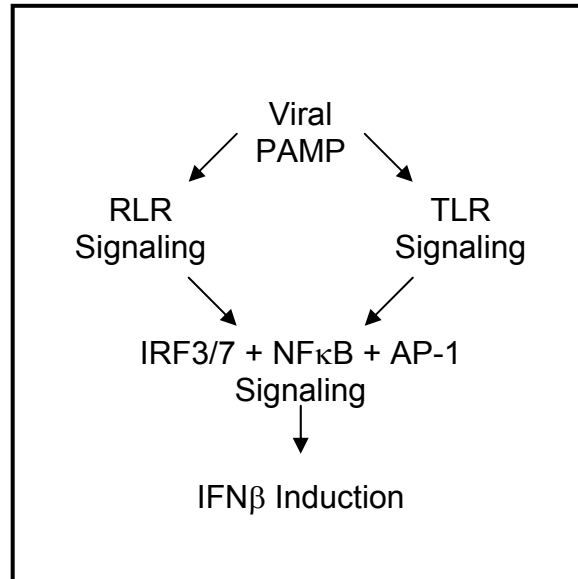 Viral
PAMP
RLR
Signaling
TLR
Signaling
IRF3/7 + NFκB + AP-1
Signaling
IFNβ Induction